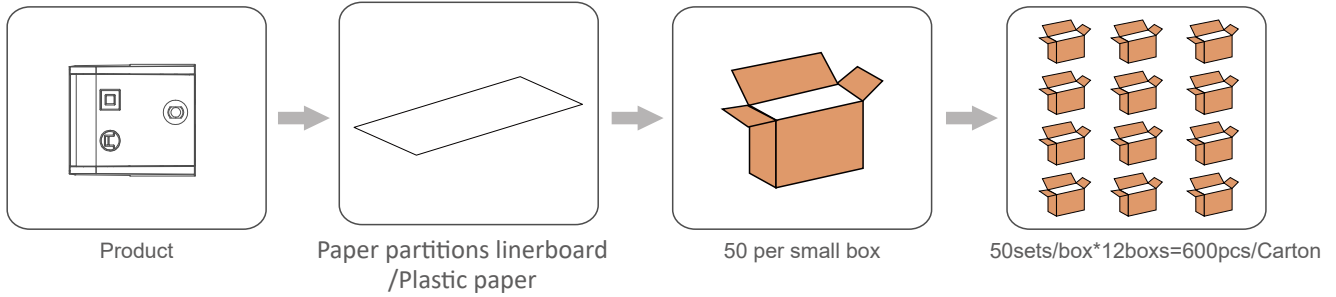 Product
Paper partitions linerboard
/Plastic paper
50 per small box
50sets/box*12boxs=600pcs/Carton